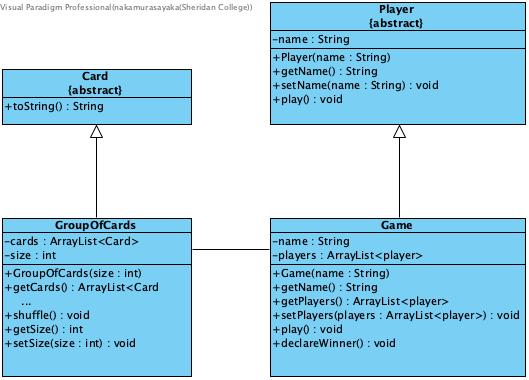 Visual Paradigm Professional(nakamurasayaka(Sheridan College))
Player
{abstract}
-name : String
+Player(name : String)
+getName() : String
+setName(name : String) : void
+play() : void
Card
{abstract}
+toString() : String
GroupOfCards
-cards : ArrayList<Card>
-size : int
+GroupOfCards(size : int)
+getCards() : ArrayList<Card
...
+shuffle() : void
+getSize() : int
+setSize(size : int) : void
Game
-name : String
-players : ArrayList<player>
+Game(name : String)
+getName() : String
+getPlayers() : ArrayList<player>
+setPlayers(players : ArrayList<player>) : void
+play() : void
+declareWinner() : void